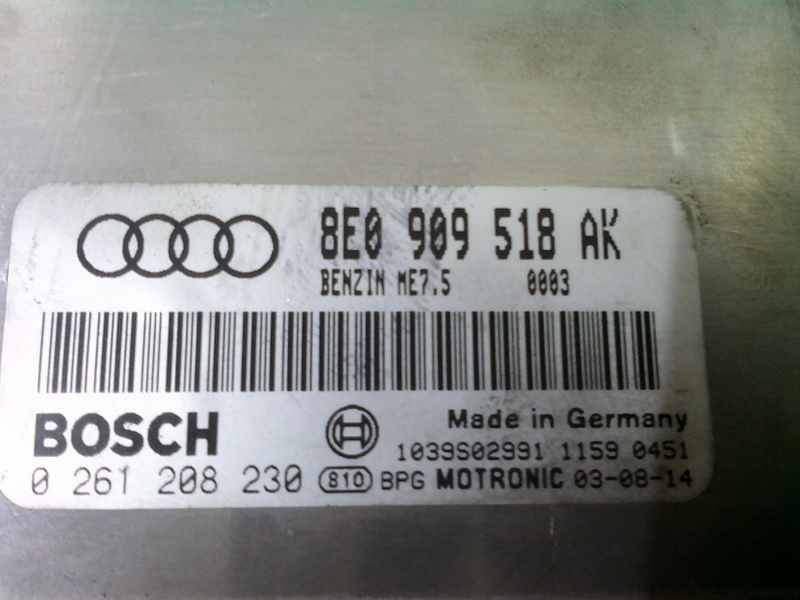 8E0 909 518 AK
BENZIN ME7.5 0003
BOSCH
Made in Germany
1039S02991 1159 0451
0 261 208 230 810 BPG MOTRONIC 03-08-14